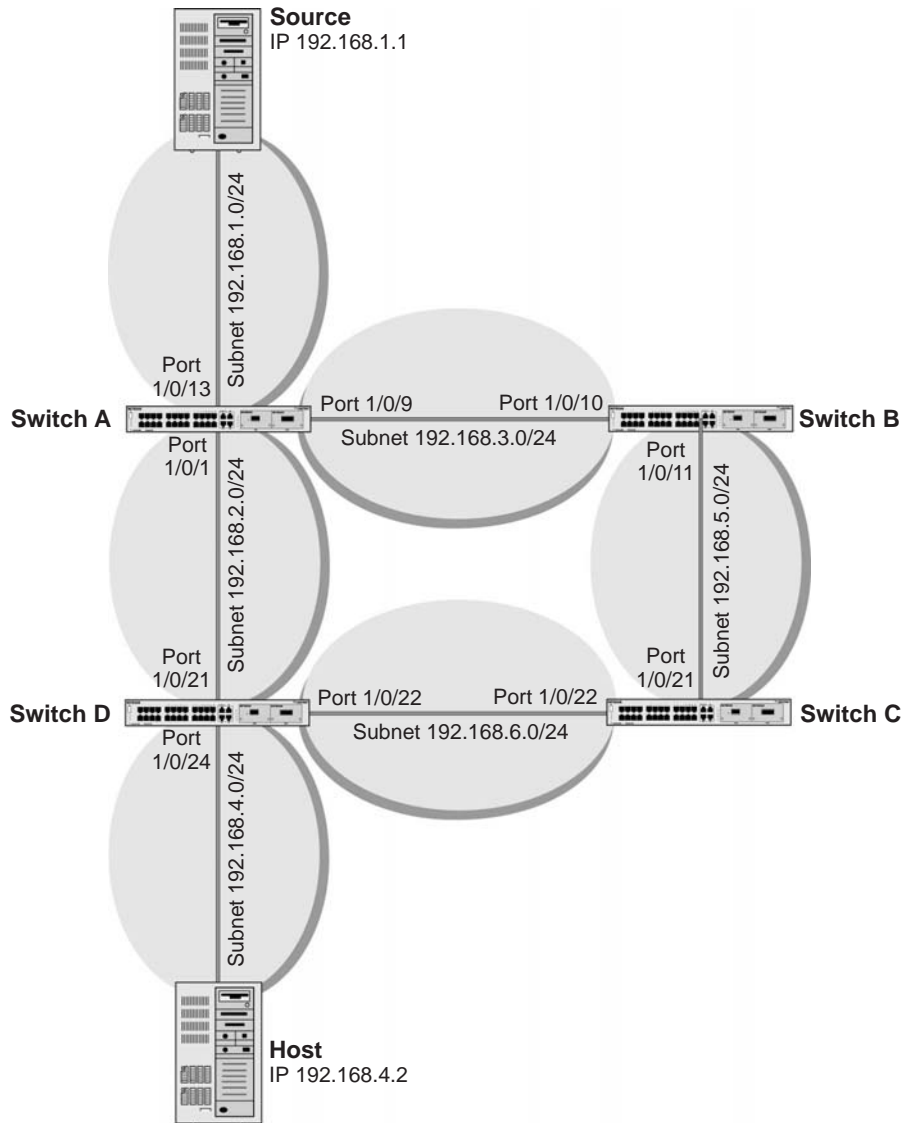 Source
IP 192.168.1.1
Subnet 192.168.1.0/24
Port
1/0/13
Switch A
Port 1/0/9
Port 1/0/10
Switch B
Subnet 192.168.3.0/24
Port
1/0/1
Port
1/0/11
Subnet 192.168.2.0/24
Subnet 192.168.5.0/24
Port
1/0/21
Port
1/0/21
Switch D
Port 1/0/22
Port 1/0/22
Switch C
Subnet 192.168.6.0/24
Port
1/0/24
Subnet 192.168.4.0/24
Host
IP 192.168.4.2